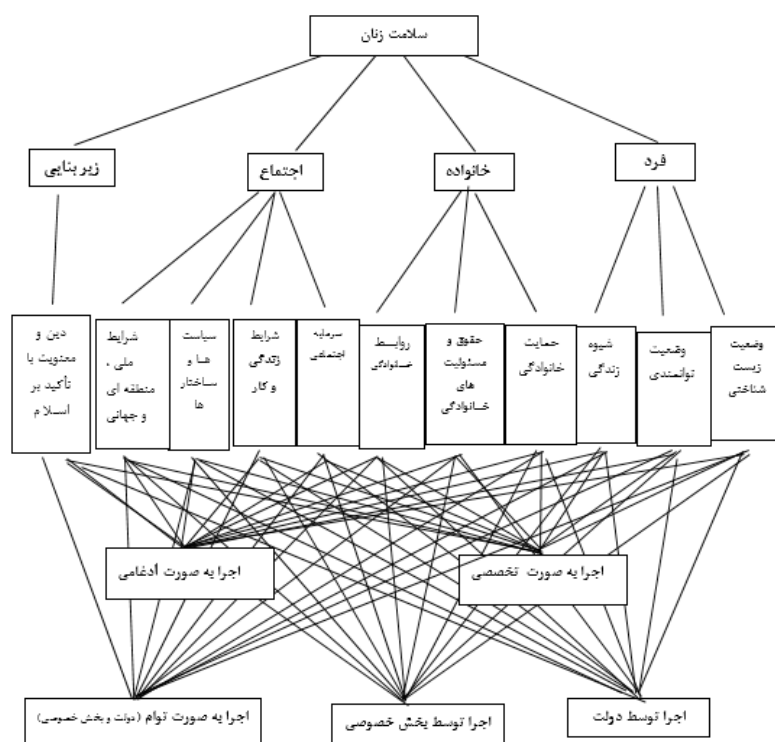 سلامت زنان
فرد
خانواده
اجتماع
زیر بنایی
وضعیت
زیست
شناختی
وضعیت
توانمندی
شیوه
زندگی
حمایت
خانوادگی
حقوق و
مسئولیت
های
خانوادگی
روابط
خانوادگی
سرمایه
اجتماعی
شرایط
زندگی
و کار
سیاست
ها و
ساختار
ها
شرایط
ملی ،
منطقه ای
و جهانی
دین و
معنویت با
تأکید بر
اسلام
اجرا به صورت تخصصی
اجرا به صورت أدغامی
اجرا توسط دولت
اجرا توسط بخش خصوصی
اجرا به صورت توام (دولت و بخش خصوصی)